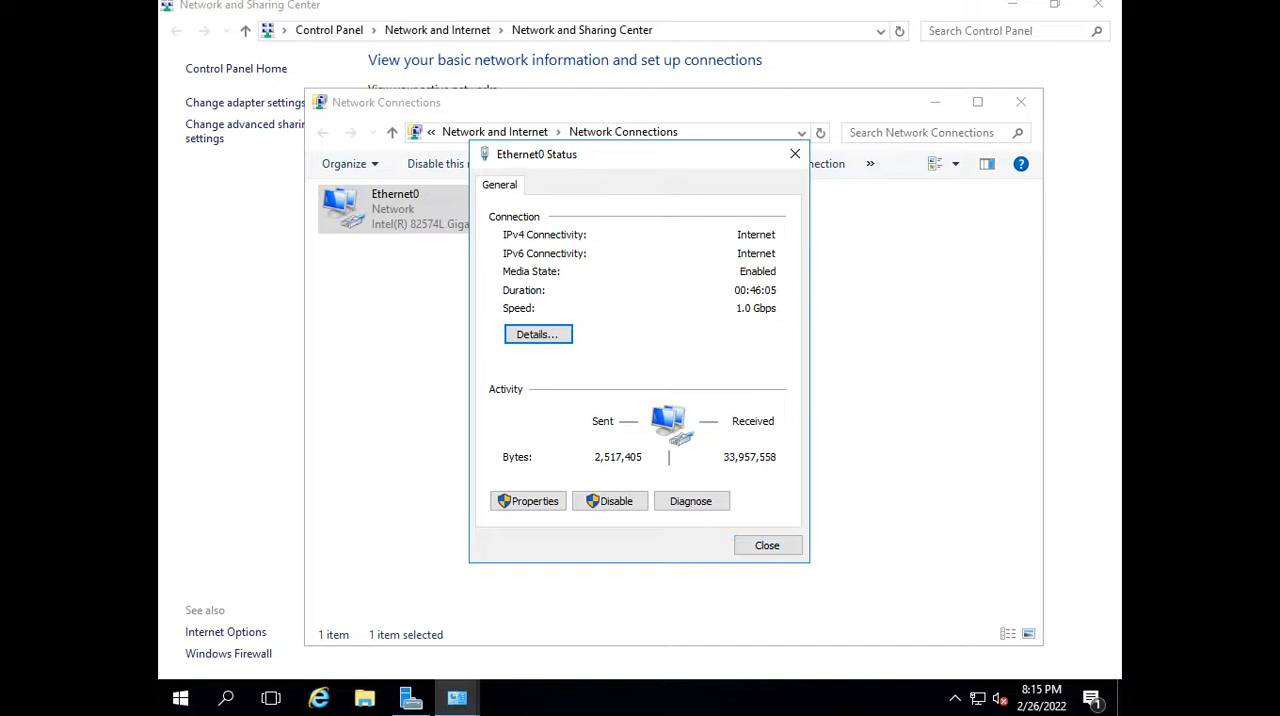 Network and Sharing Center
Control Panel
Network and Internet
Network and Sharing Center
Search Control Panel
Control Panel Home
View your basic network information and set up connections
Change adapter settings
Change advanced sharin
settings
Network Connections
« Network and Internet
Network Connections
Search Network Connections
Organize
Disable this n
nection
»
Ethernet0
Network
Intel(R) 82574L Giga
Ethernet0 Status
General
Connection
IPv4 Connectivity: Internet
IPv6 Connectivity: Internet
Media State: Enabled
Duration: 00:46:05
Speed: 1.0 Gbps
Details...
Activity
Sent Received
Bytes: 2,517,405 33,957,558
Properties
Disable
Diagnose
Close
See also
Internet Options
Windows Firewall
1 item 1 item selected
8:15 PM
2/26/2022
1